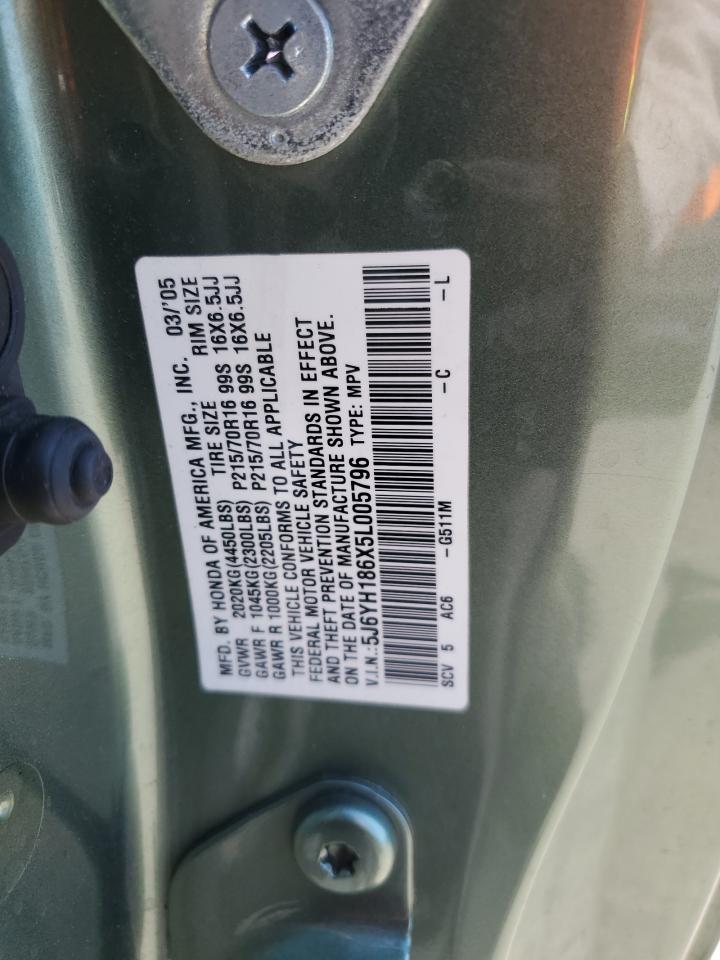 MFD. BY HONDA OF AMERICA MFG., INC. 03/'05
GVWR 2020KG(4450LBS) TIRE SIZE RIM SIZE
GAWR F 1045KG(2300LBS) P215/70R16 99S 16X6.5JJ
GAWR R 1000KG(2205LBS) P215/70R16 99S 16X6.5JJ
THIS VEHICLE CONFORMS TO ALL APPLICABLE
FEDERAL MOTOR VEHICLE SAFETY
AND THEFT PREVENTION STANDARDS IN EFFECT
ON THE DATE OF MANUFACTURE SHOWN ABOVE.
V.I.N.:5J6YH186X5L005796 TYPE: MPV
SCV 5 AC6 -G511M -C -L